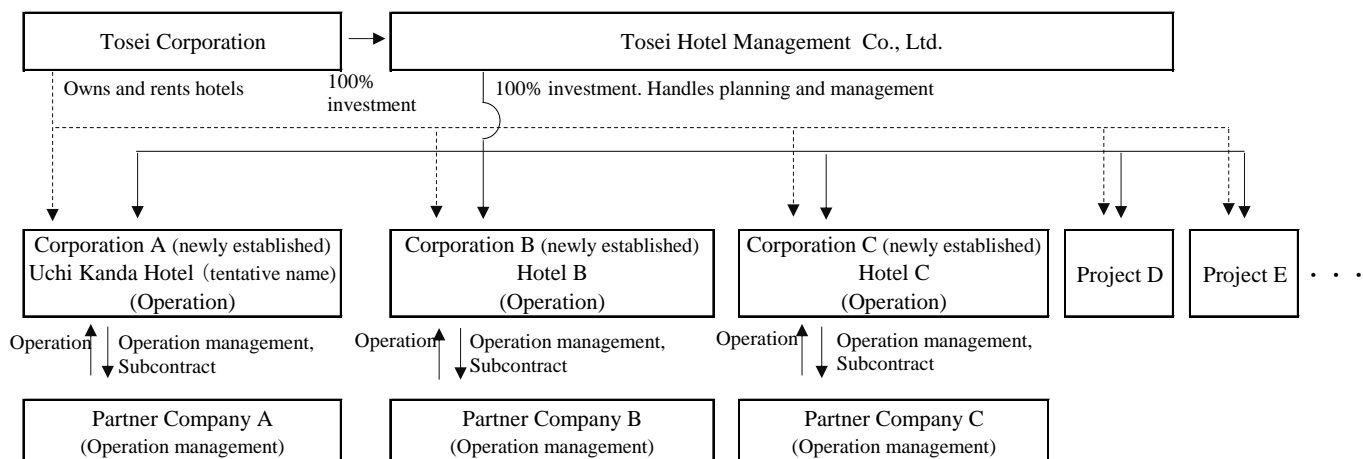 Tosei Corporation
Tosei Hotel Management Co., Ltd.
Owns and rents hotels
100%
investment
100% investment. Handles planning and management
Corporation A (newly established)
Uchi Kanda Hotel（tentative name)
(Operation)
Corporation B (newly established)
Hotel B
(Operation)
Corporation C (newly established)
Hotel C
(Operation)
Project D
Project E
・・・
Operation
Operation management,
Subcontract
Operation
Operation management,
Subcontract
Operation
Operation management,
Subcontract
Partner Company A
(Operation management)
Partner Company B
(Operation management)
Partner Company C
(Operation management)